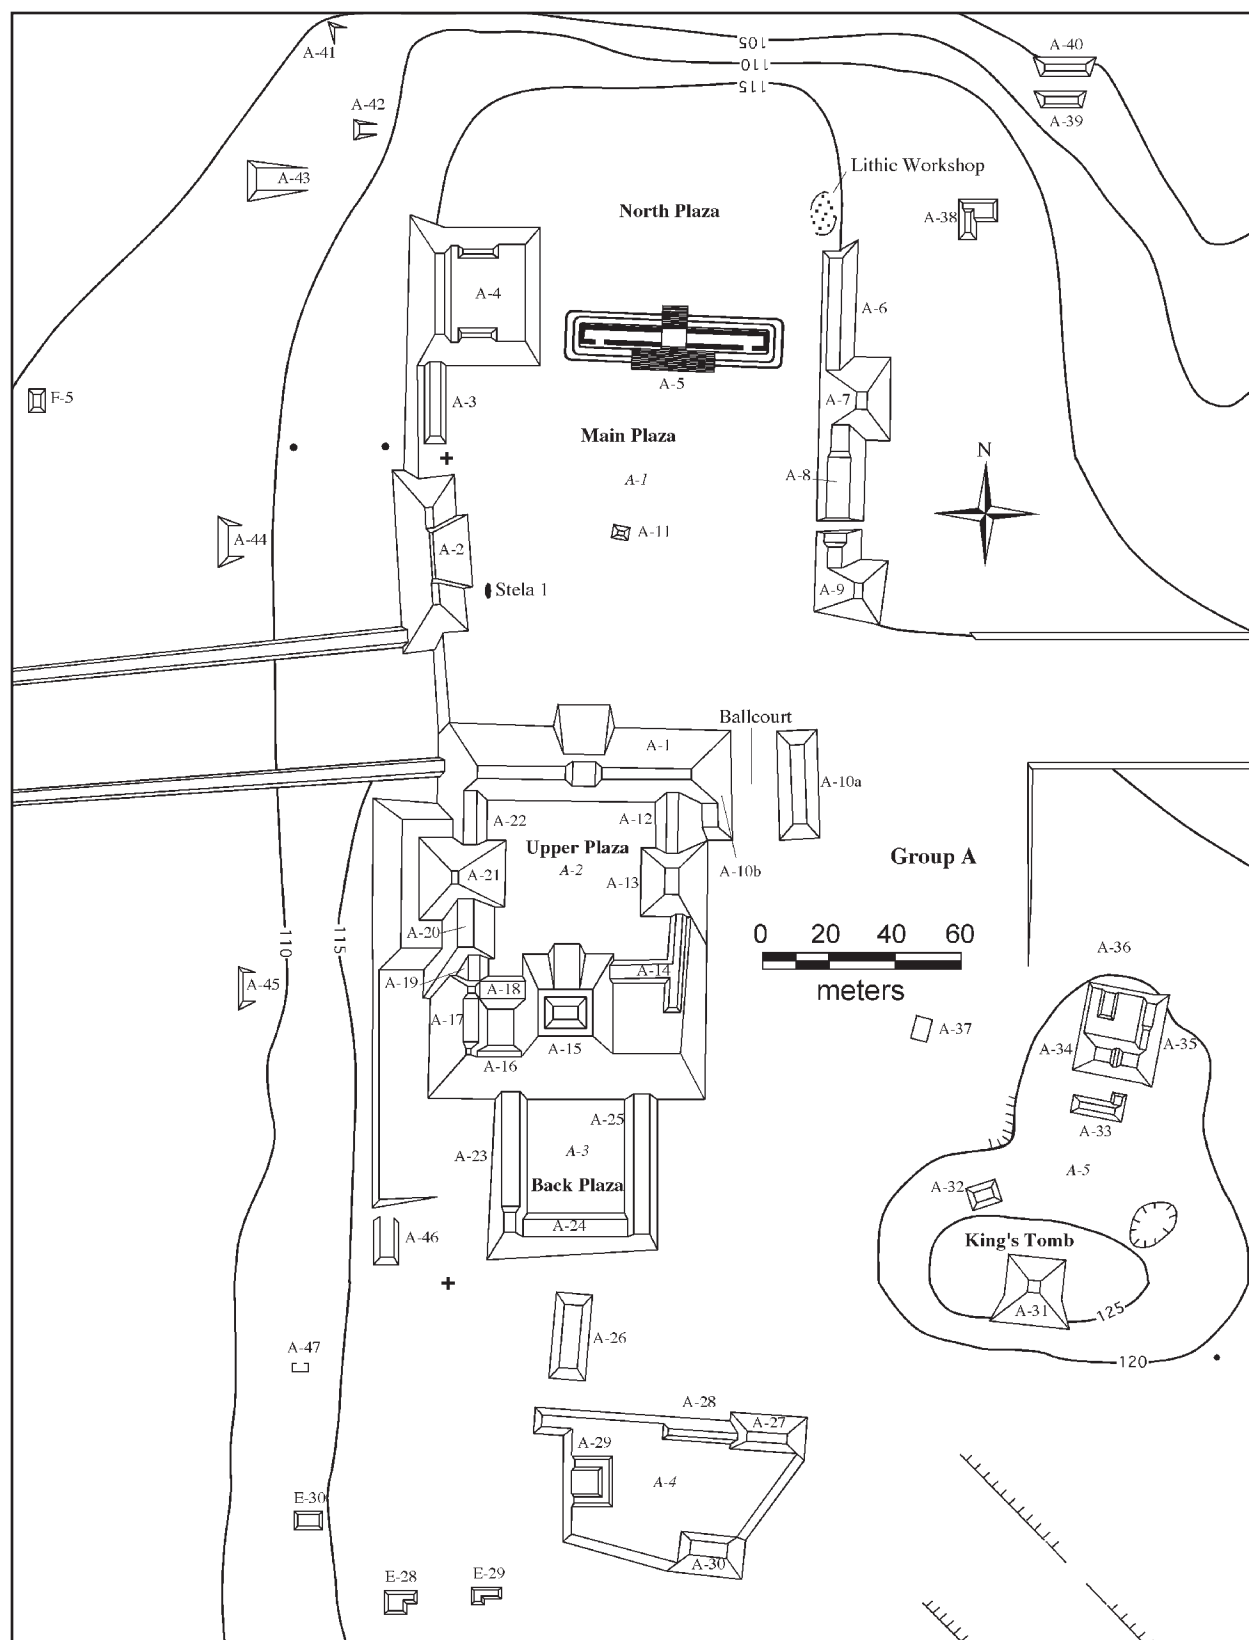 A-41
105
110
115
A-40
A-39
A-42
A-43
Lithic Workshop
North Plaza
A-38
A-4
A-6
A-5
F-5
A-3
A-7
Main Plaza
A-1
A-8
N
A-11
A-44
A-2
Stela 1
A-9
Ballcourt
A-1
A-10a
A-22
A-12
Upper Plaza
A-2
Group A
A-21
A-13
A-10b
A-20
0 20 40 60
meters
110
115
A-36
A-45
A-19
A-18
A-14
A-17
A-15
A-16
A-37
A-34
A-35
A-33
A-25
A-23
A-3
Back Plaza
A-24
A-5
A-32
A-46
King's Tomb
A-31
125
120
A-26
A-47
A-28
A-27
A-29
A-4
E-30
A-30
E-28
E-29